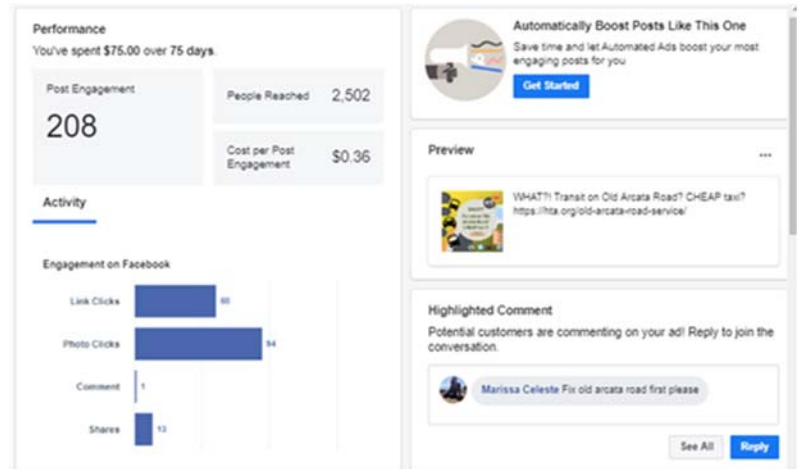 Performance
You've spent $75.00 over 75 days.
Post Engagement
208
People Reached 2,502
Cost per Post
Engagement $0.36
Activity
Engagement on Facebook
Link Clicks 60
Photo Clicks 94
Comment 1
Shares 13
Automatically Boost Posts Like This One
Save time and let Automated Ads boost your most
engaging posts for you
Get Started
Preview
WHAT?! Transit on Old Arcata Road? CHEAP taxi?
https://hta.org/old-arcata-road-service/
Highlighted Comment
Potential customers are commenting on your ad! Reply to join the
conversation.
Marissa Celeste Fix old arcata road first please
See All Reply